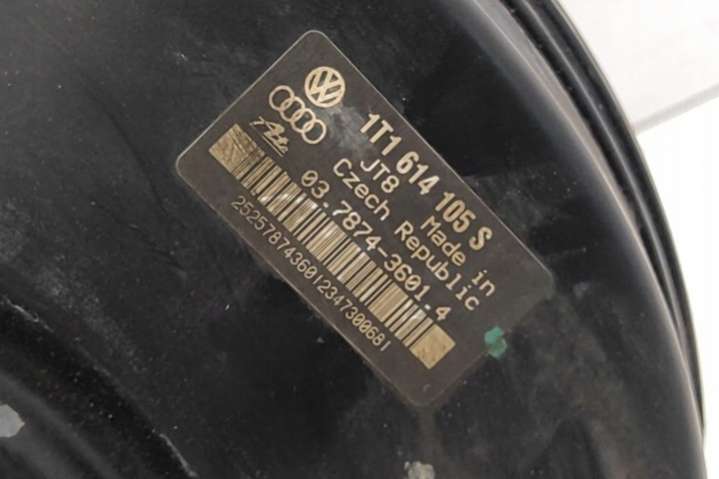 1T1 614 105 S
JT8 Made in
Czech Republic
03.7874-3601.4
2525787436012347300681